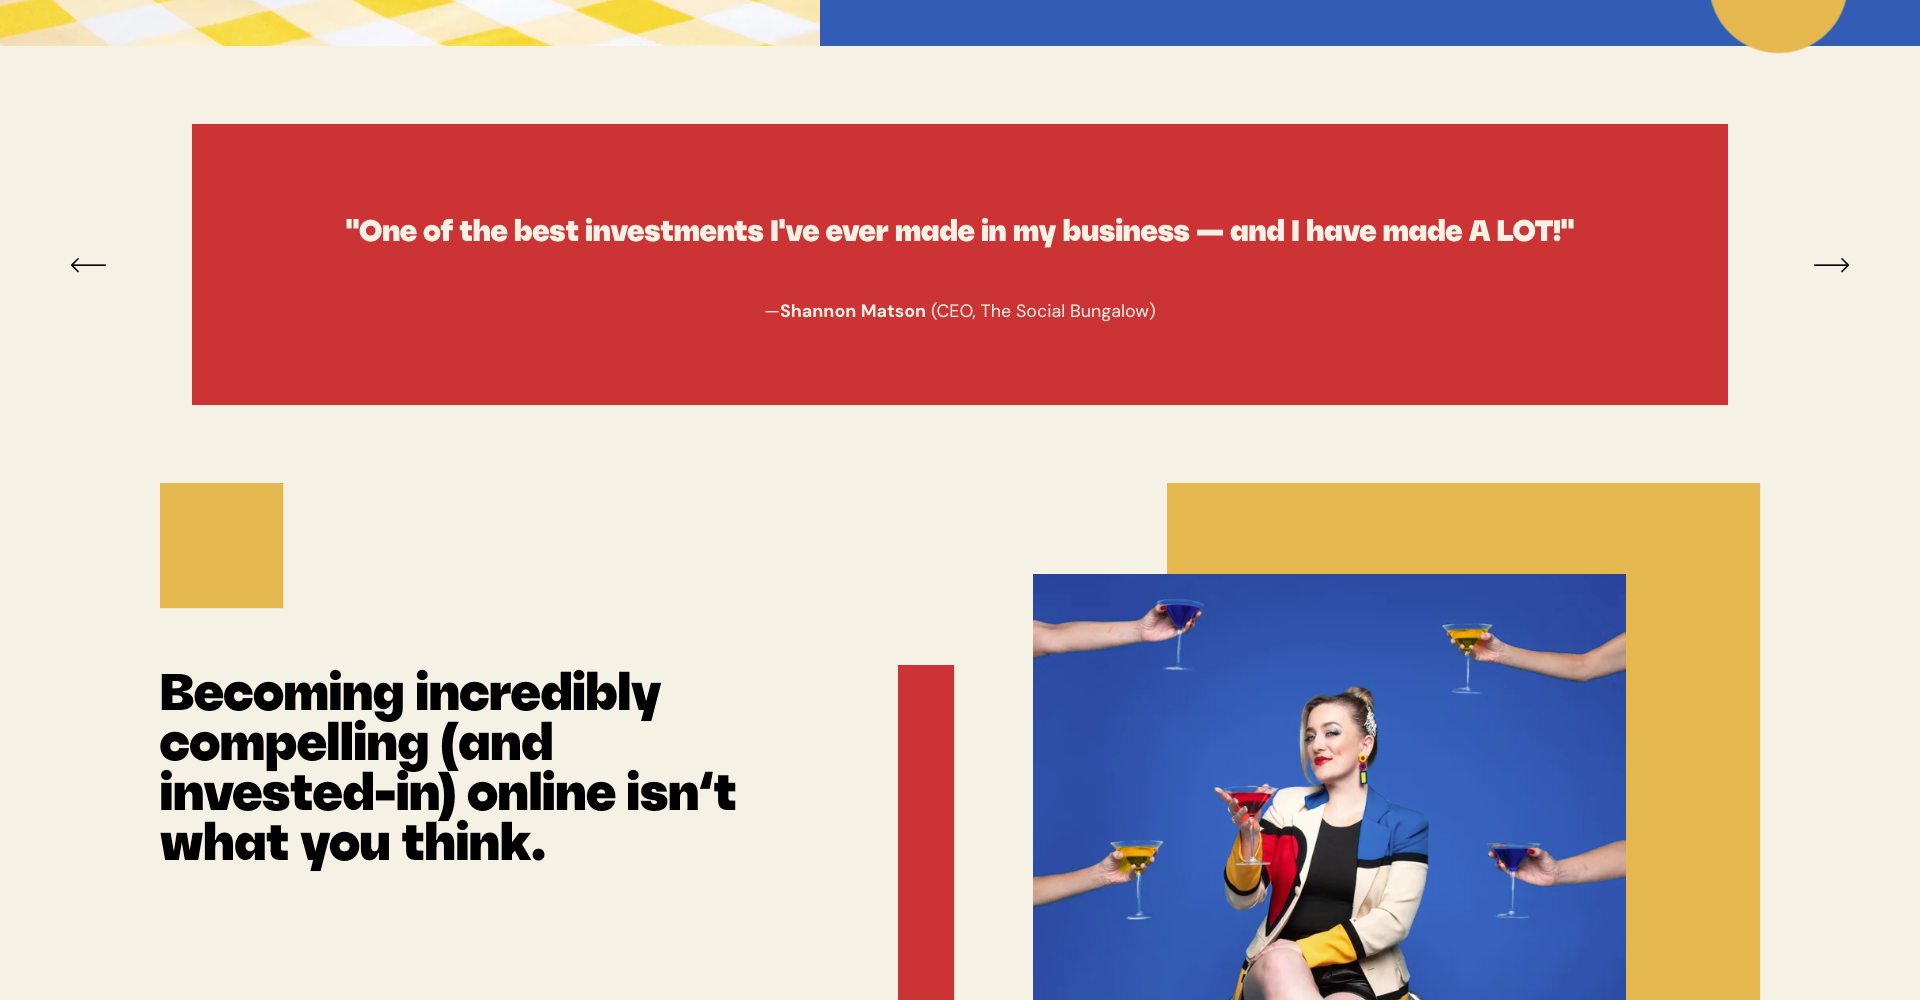 "One of the best investments I've ever made in my business — and I have made A LOT!"
—Shannon Matson (CEO, The Social Bungalow)
Becoming incredibly
compelling (and
invested-in) online isn‘t
what you think.